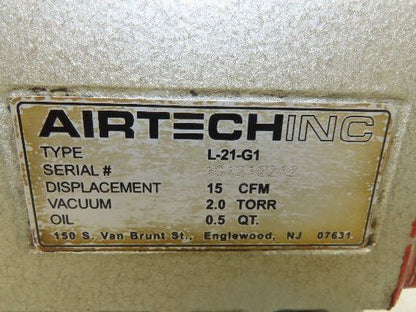 AIRTECHINC
TYPE L-21-G1
SERIAL #
DISPLACEMENT 15 CFM
VACUUM 2.0 TORR
OIL 0.5 QT.
150 S. Van Brunt St., Englewood, NJ 07631